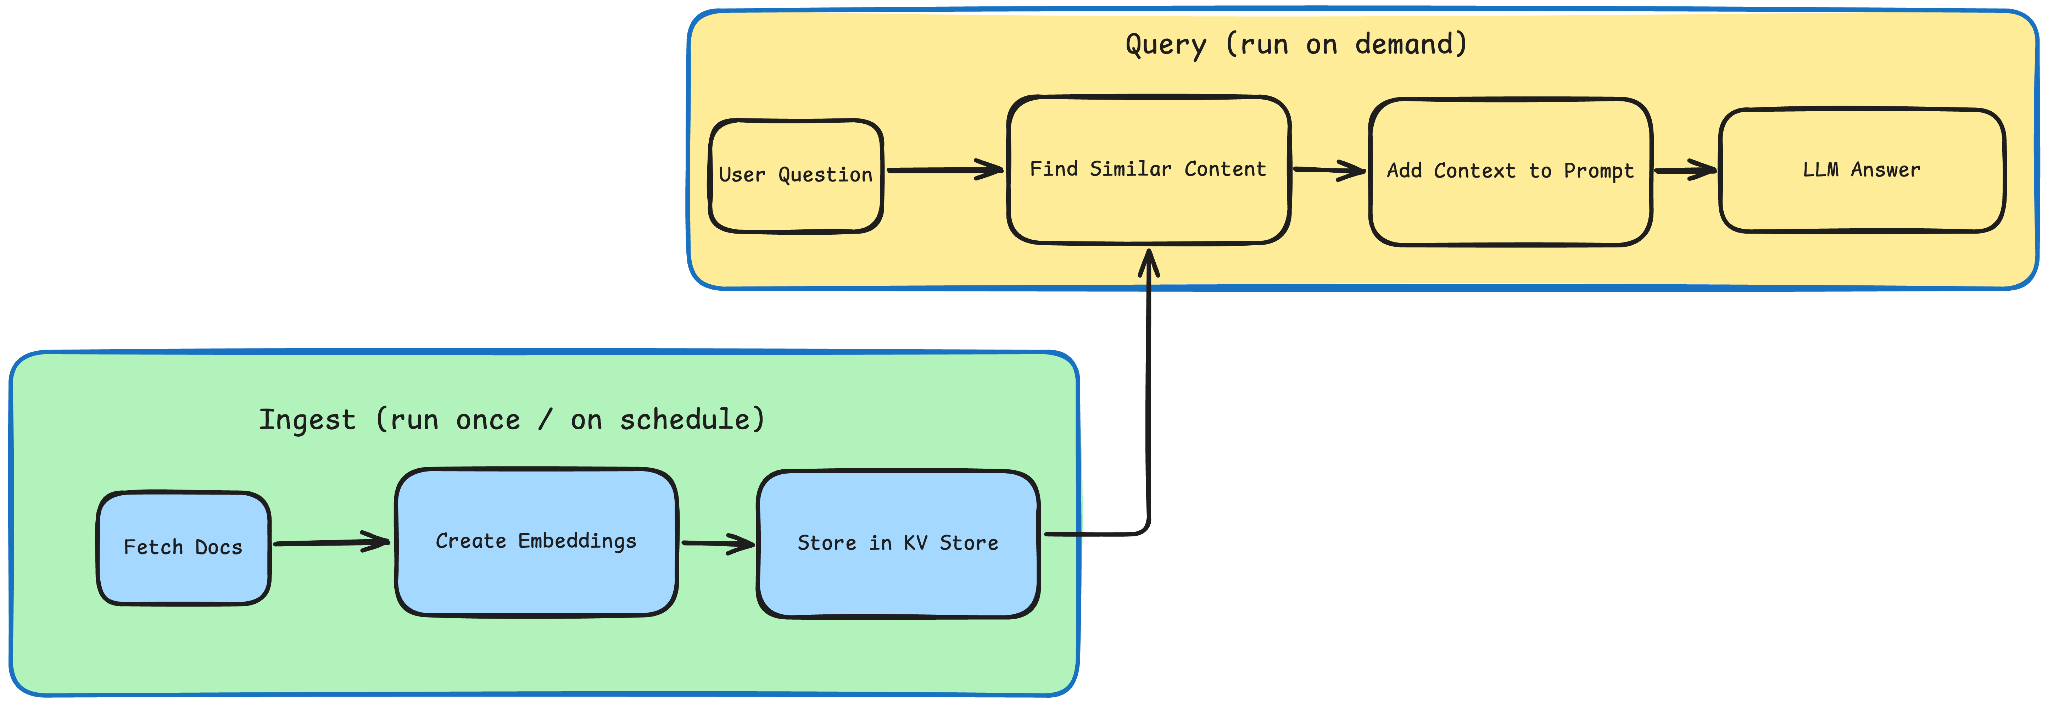 Query (run on demand)
User Question
Find Similar Content
Add Context to Prompt
LLM Answer
Ingest (run once / on schedule)
Fetch Docs
Create Embeddings
Store in KV Store